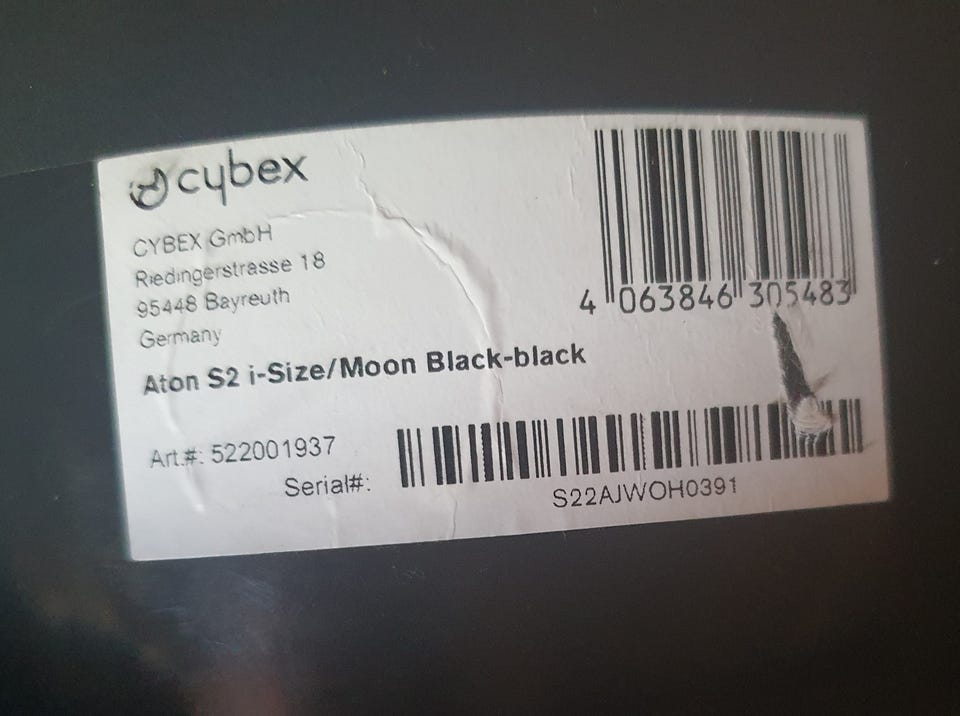 cybex
CYBEX GmbH
Riedingerstrasse 18
95448 Bayreuth
Germany
Aton S2 i-Size/Moon Black-black
4 063846 305483
Art.#: 522001937
Serial#:
S22AJWOH0391